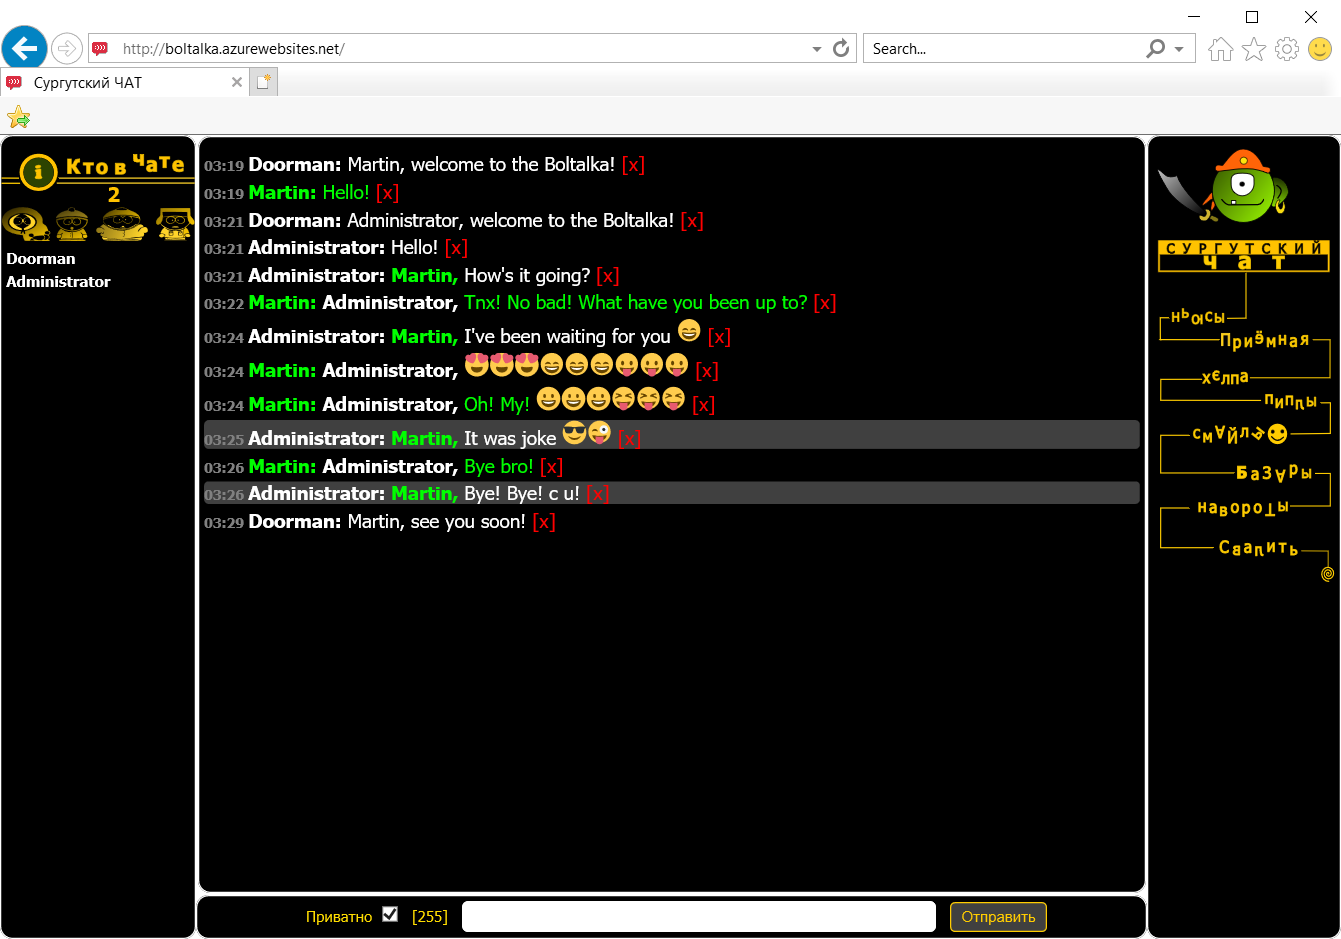 http://boltalka.azurewebsites.net/
Search...
Сургутский ЧАТ
i Кто в Чате
2
Doorman
Administrator
03:19 Doorman: Martin, welcome to the Boltalka! [x]
03:19 Martin: Hello! [x]
03:21 Doorman: Administrator, welcome to the Boltalka! [x]
03:21 Administrator: Hello! [x]
03:21 Administrator: Martin, How's it going? [x]
03:22 Martin: Administrator, Tnx! No bad! What have you been up to? [x]
03:24 Administrator: Martin, I've been waiting for you 😄 [x]
03:24 Martin: Administrator, 😍😍😍😄😄😄😛😛😛 [x]
03:24 Martin: Administrator, Oh! My! 😀😀😀😝😝😝 [x]
03:25 Administrator: Martin, It was joke 😎😜 [x]
03:26 Martin: Administrator, Bye bro! [x]
03:26 Administrator: Martin, Bye! Bye! c u! [x]
03:29 Doorman: Martin, see you soon! [x]
Приватно [255] Отправить
СУРГУТСКИЙ
ЧАТ
Ньюсы
Приёмная
хелпа
пиплы
смайлы
Базары
навороты
Свалить